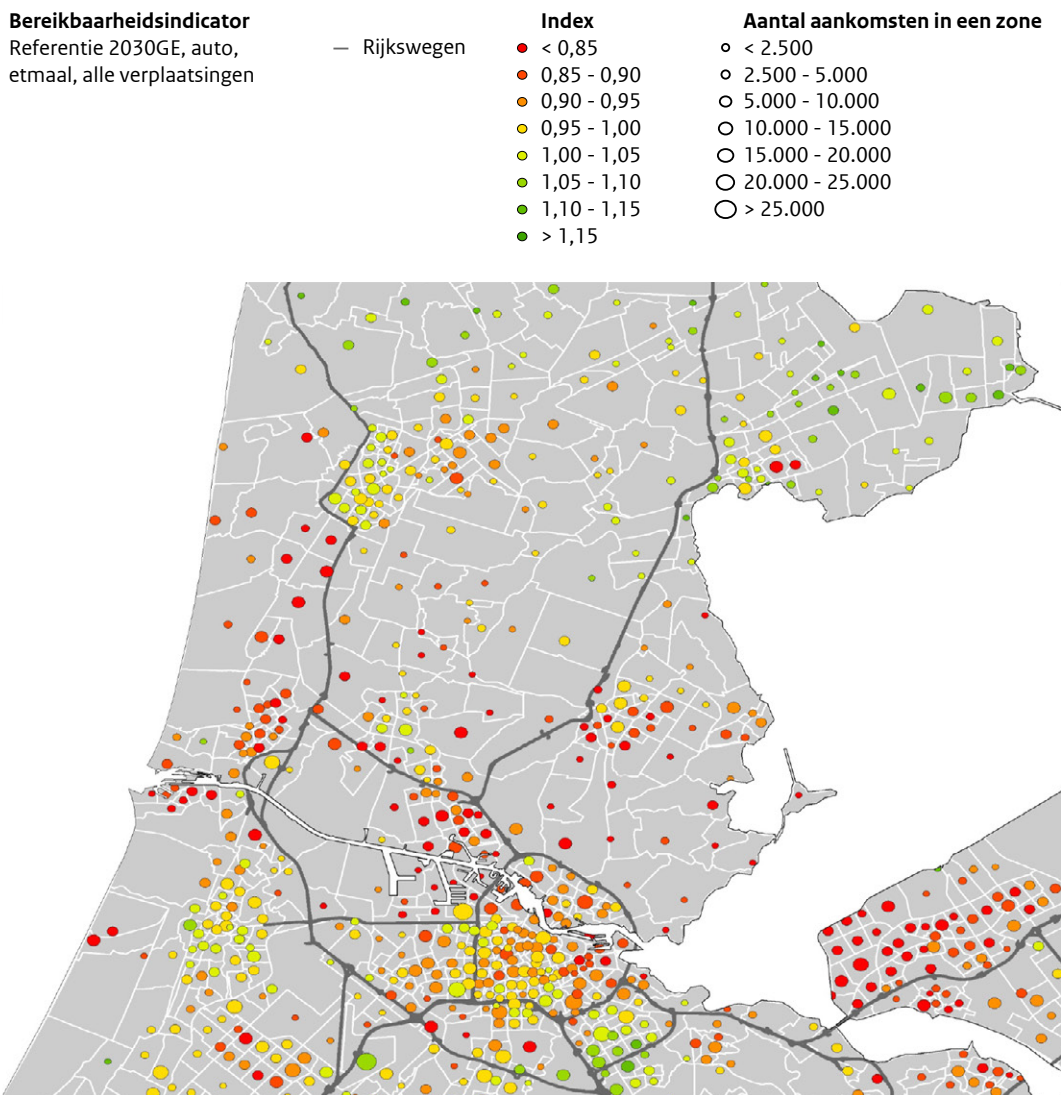 Bereikbaarheidsindicator
Referentie 2030GE, auto,
etmaal, alle verplaatsingen
Rijkswegen
Index
< 0,85
0,85 - 0,90
0,90 - 0,95
0,95 - 1,00
1,00 - 1,05
1,05 - 1,10
1,10 - 1,15
> 1,15
Aantal aankomsten in een zone
< 2.500
2.500 - 5.000
5.000 - 10.000
10.000 - 15.000
15.000 - 20.000
20.000 - 25.000
> 25.000